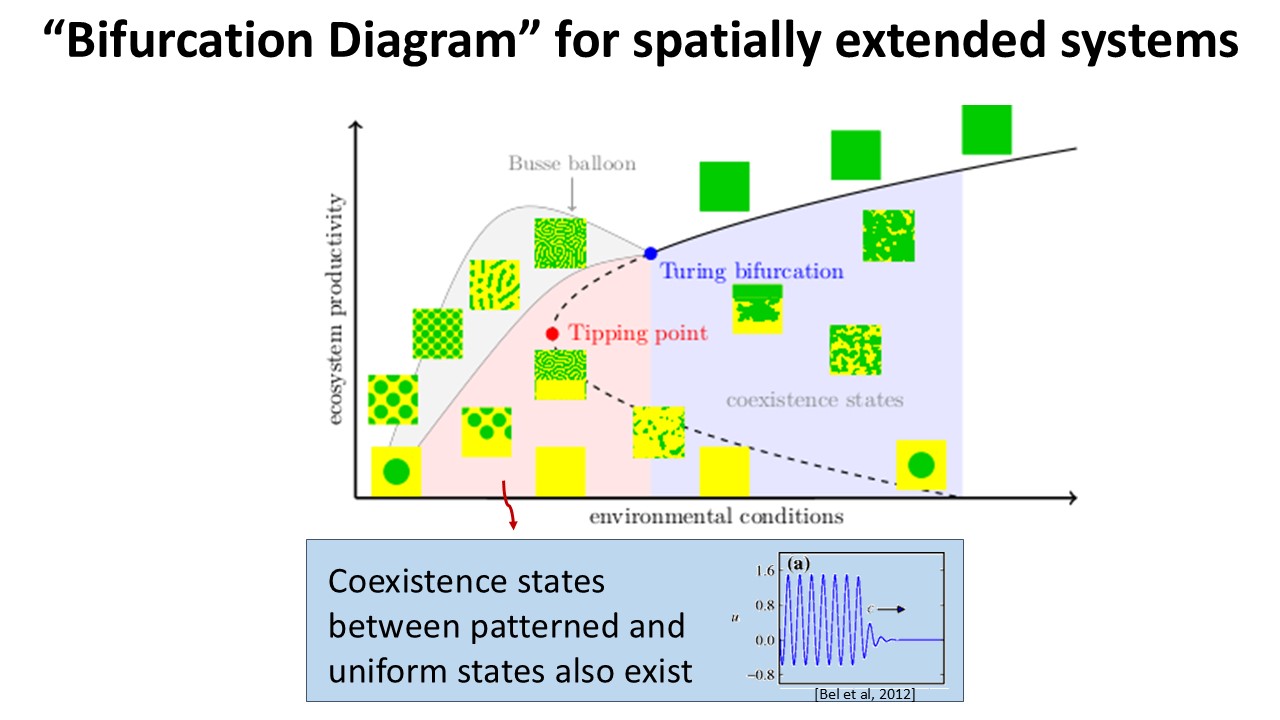 “Bifurcation Diagram” for spatially extended systems
Busse balloon
ecosystem productivity
Turing bifurcation
Tipping point
coexistence states
environmental conditions
Coexistence states
between patterned and
uniform states also exist
(a)
1.6
0.8
0.0
−0.8
u
c
[Bel et al, 2012]